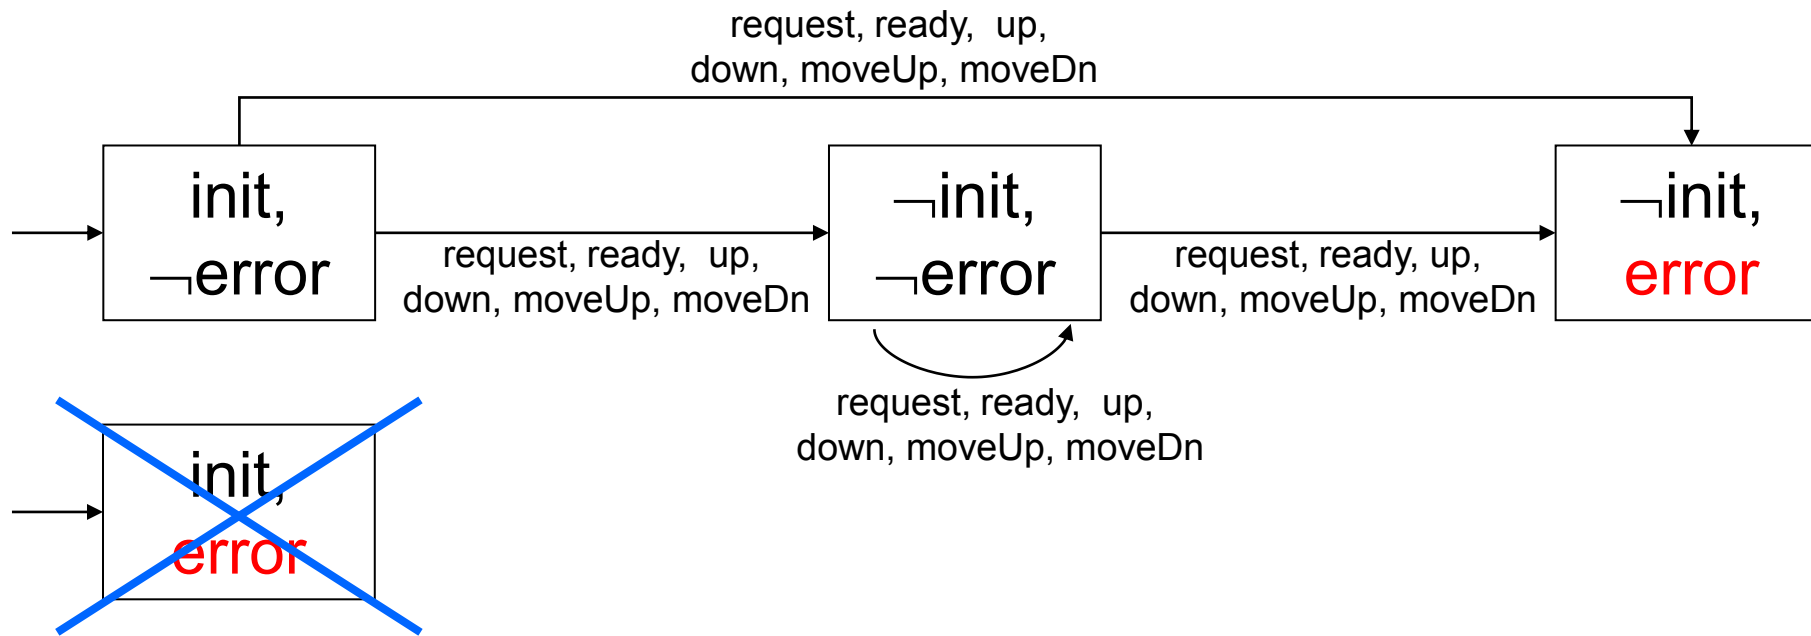 request, ready, up,
down, moveUp, moveDn
init,
¬error
request, ready, up,
down, moveUp, moveDn
¬init,
¬error
request, ready, up,
down, moveUp, moveDn
¬init,
error
request, ready, up,
down, moveUp, moveDn
init,
error